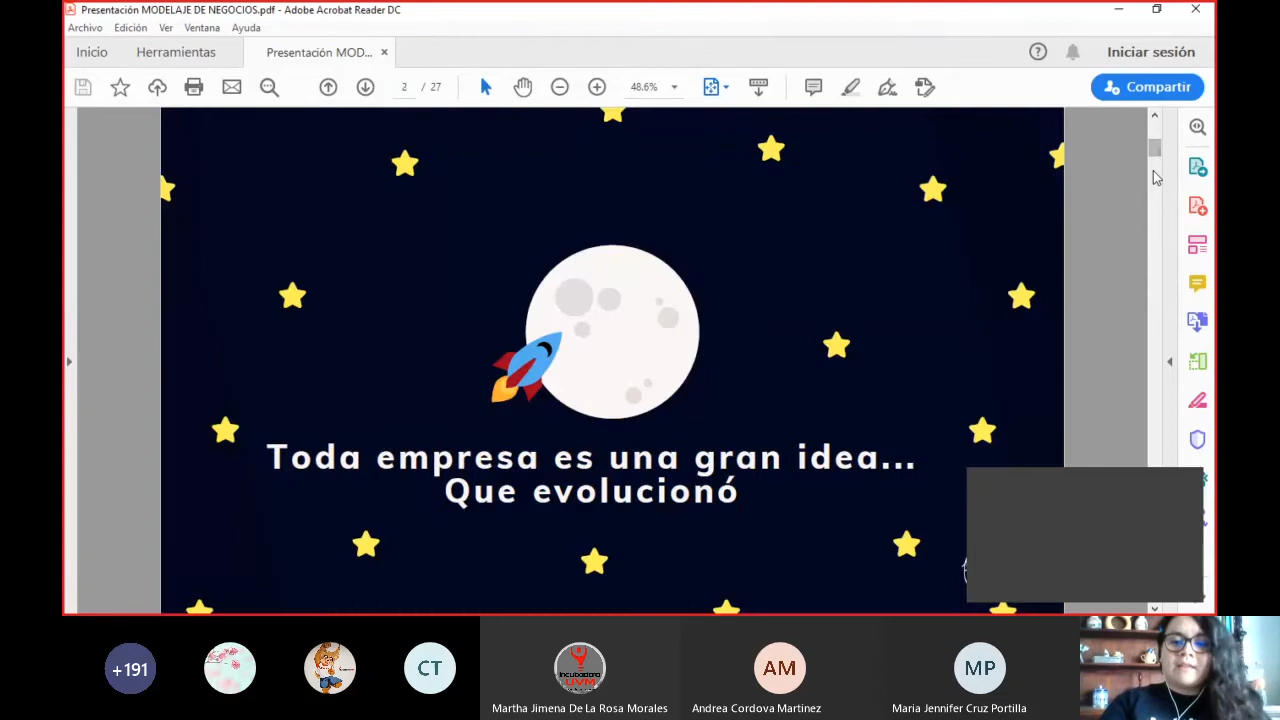 Presentación MODELAJE DE NEGOCIOS.pdf - Adobe Acrobat Reader DC
Archivo Edición Ver Ventana Ayuda
Inicio Herramientas Presentación MOD... × Iniciar sesión
2 / 27 48.6% Compartir
Toda empresa es una gran idea...
Que evolucionó
+191 CT AM MP
Incubadora
UVM
Martha Jimena De La Rosa Morales Andrea Cordova Martinez Maria Jennifer Cruz Portilla